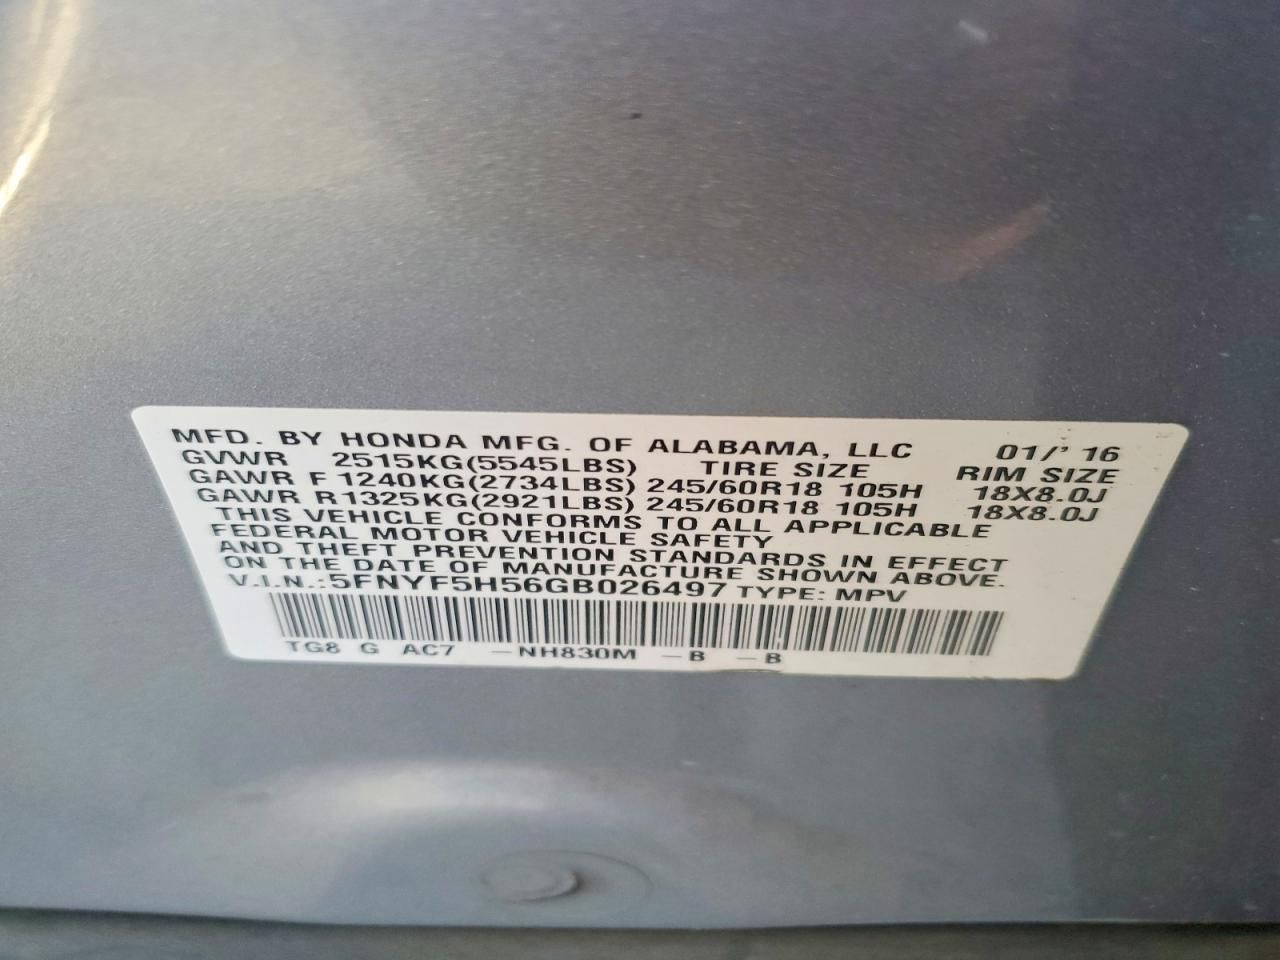 MFD. BY HONDA MFG. OF ALABAMA, LLC 01/'16
GVWR 2515KG(5545LBS) TIRE SIZE RIM SIZE
GAWR F 1240KG(2734LBS) 245/60R18 105H 18X8.0J
GAWR R 1325KG(2921LBS) 245/60R18 105H 18X8.0J
THIS VEHICLE CONFORMS TO ALL APPLICABLE
FEDERAL MOTOR VEHICLE SAFETY
AND THEFT PREVENTION STANDARDS IN EFFECT
ON THE DATE OF MANUFACTURE SHOWN ABOVE.
V.I.N.:5FNYF5H56GB026497 TYPE: MPV
TG8 G AC7 -NH830M -B -B